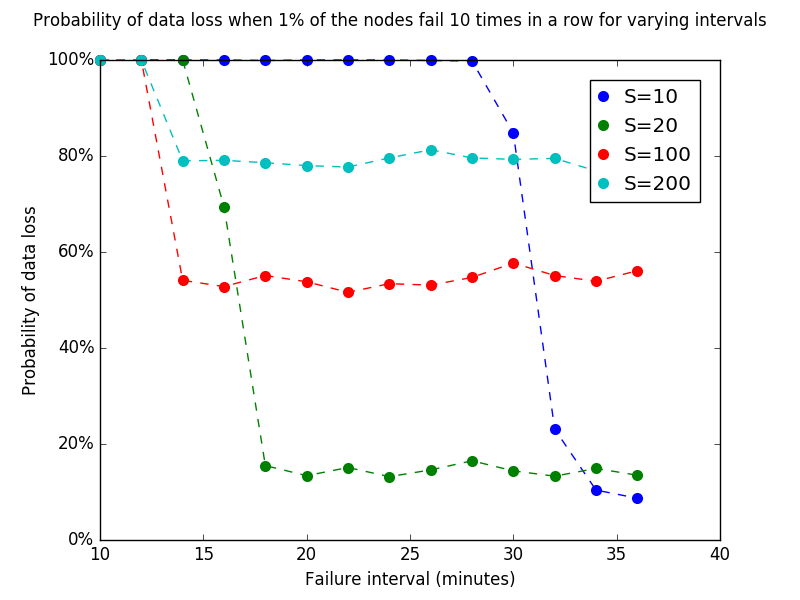 Probability of data loss when 1% of the nodes fail 10 times in a row for varying intervals
100%
80%
60%
40%
20%
0%
Probability of data loss
S=10
S=20
S=100
S=200
10 15 20 25 30 35 40
Failure interval (minutes)